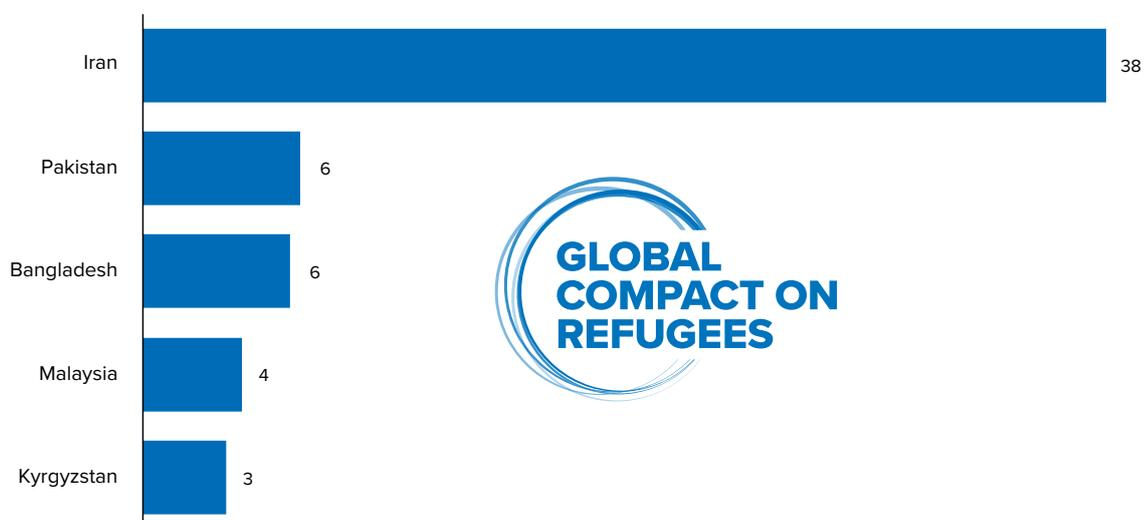 Iran 38
Pakistan 6
Bangladesh 6
Malaysia 4
Kyrgyzstan 3
GLOBAL
COMPACT ON
REFUGEES